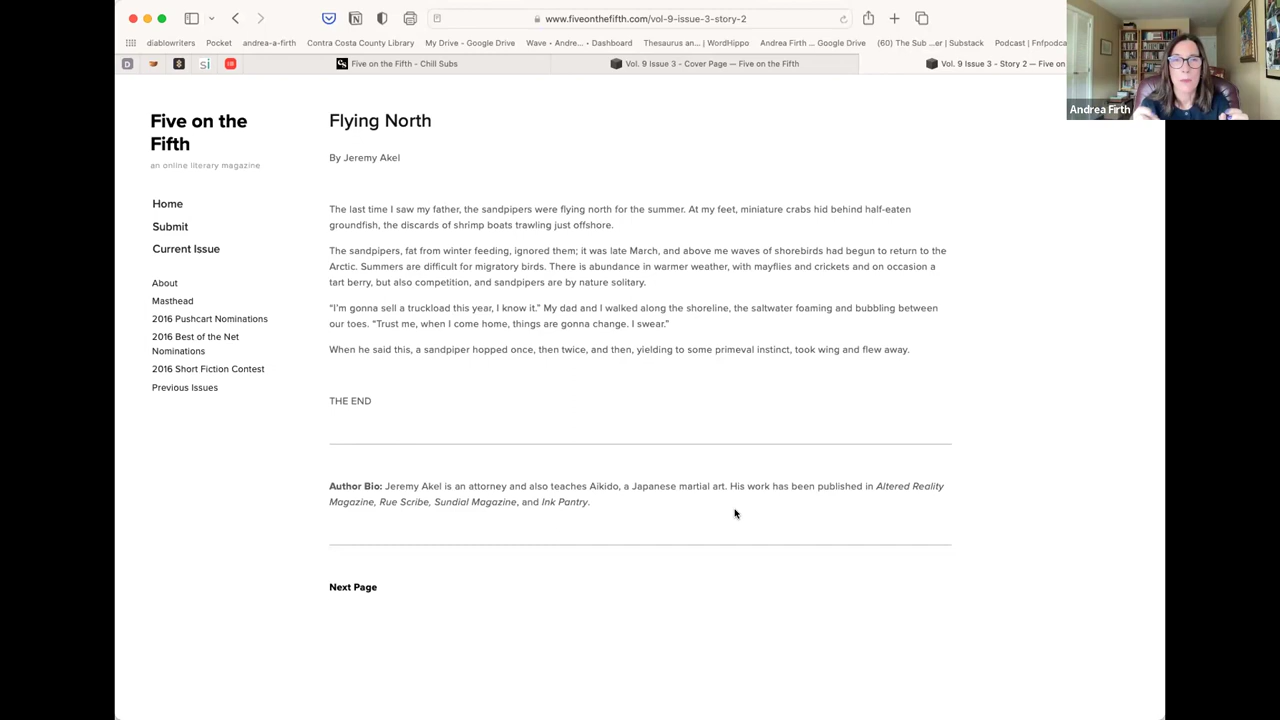 www.fiveonthefifth.com/vol-9-issue-3-story-2
diablowriters Pocket andrea-a-firth Contra Costa County Library My Drive - Google Drive Wave - Andre... • Dashboard Thesaurus an... | WordHippo Andrea Firth ... Google Drive (60) The Sub ...er | Substack Podcast | Fnfpodca
Five on the Fifth - Chill Subs Vol. 9 Issue 3 - Cover Page — Five on the Fifth Vol. 9 Issue 3 - Story 2 — Five on
Andrea Firth
Five on the
Fifth
an online literary magazine
Home
Submit
Current Issue
About
Masthead
2016 Pushcart Nominations
2016 Best of the Net
Nominations
2016 Short Fiction Contest
Previous Issues
Flying North
By Jeremy Akel
The last time I saw my father, the sandpipers were flying north for the summer. At my feet, miniature crabs hid behind half-eaten
groundfish, the discards of shrimp boats trawling just offshore.
The sandpipers, fat from winter feeding, ignored them; it was late March, and above me waves of shorebirds had begun to return to the
Arctic. Summers are difficult for migratory birds. There is abundance in warmer weather, with mayflies and crickets and on occasion a
tart berry, but also competition, and sandpipers are by nature solitary.
“I’m gonna sell a truckload this year, I know it.” My dad and I walked along the shoreline, the saltwater foaming and bubbling between
our toes. “Trust me, when I come home, things are gonna change. I swear.”
When he said this, a sandpiper hopped once, then twice, and then, yielding to some primeval instinct, took wing and flew away.
THE END
Author Bio: Jeremy Akel is an attorney and also teaches Aikido, a Japanese martial art. His work has been published in Altered Reality
Magazine, Rue Scribe, Sundial Magazine, and Ink Pantry.
Next Page